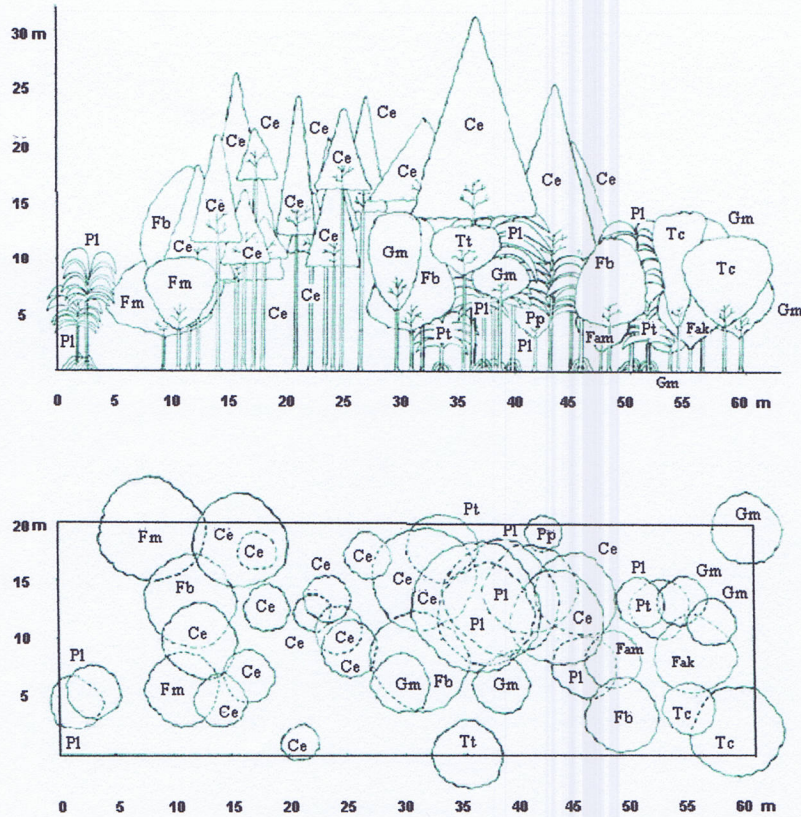 30 m
25
Ce Ce Ce
20 Ce Ce
Ce
15 Ce Ce Ce Ce Pl Gm
Pl Fb Ce Ce Gm Tt Pl Tc
10 Fm Fm Ce Ce Fb Gm Fb Tc
5 Ce Pl Pp Pt Gm
Pl Pt Pl Fam Fak
Gm
0 5 10 15 20 25 30 35 40 45 50 55 60 m
20 m Pt Pl Pp Gm
Fm Ce Ce Ce Ce
15 Fb Ce Ce Pl Gm
Ce Ce Pl Pt Gm
10 Ce Ce Ce Pl Ce
Pl Ce Ce Fam Fak
5 Fm Gm Fb Gm Pl
Pl Ce Ce Tt Fb Tc Tc
0 5 10 15 20 25 30 35 40 45 50 55 60 m